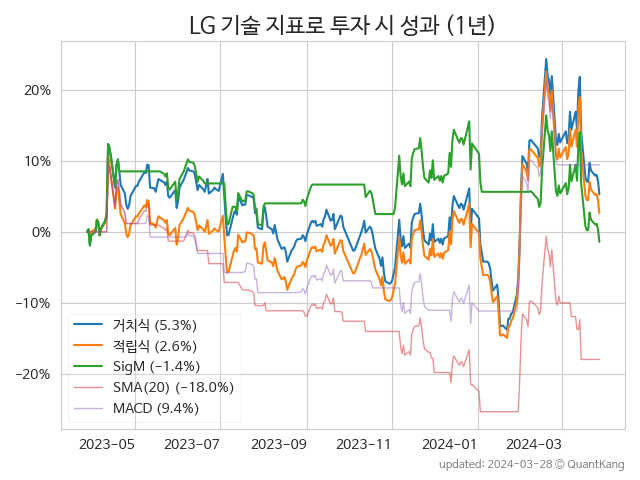 LG 기술 지표로 투자 시 성과 (1년)
20%
10%
0%
−10%
−20%
거치식 (5.3%)
적립식 (2.6%)
SigM (−1.4%)
SMA(20) (−18.0%)
MACD (9.4%)
2023-05 2023-07 2023-09 2023-11 2024-01 2024-03
updated: 2024-03-28 © QuantKang